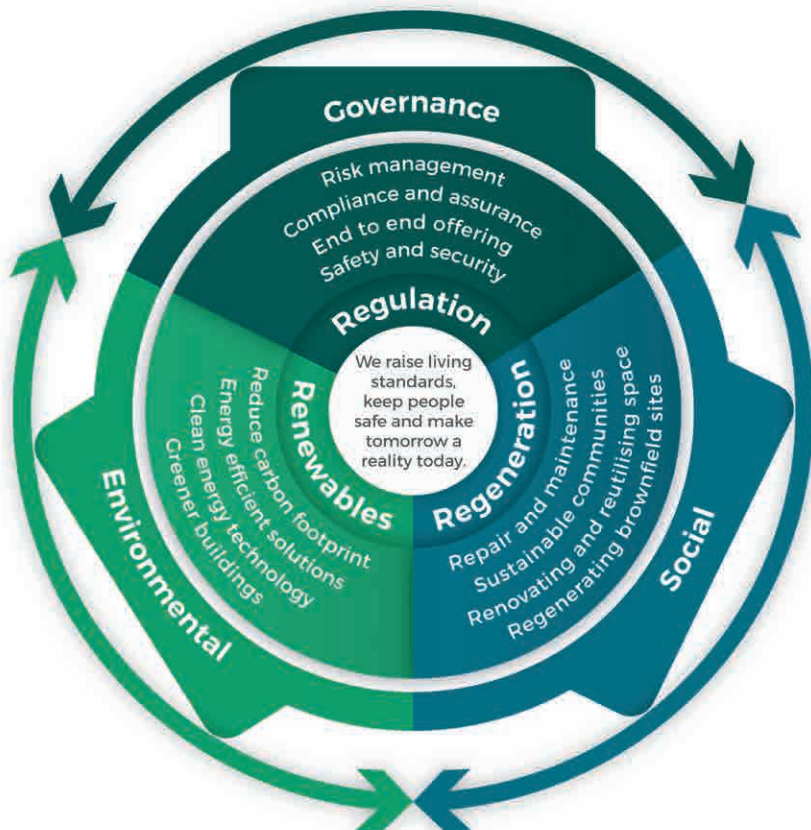 Governance
Risk management
Compliance and assurance
End to end offering
Safety and security
Regulation
We raise living
standards,
keep people
safe and make
tomorrow a
reality today.
Renewables
Reduce carbon footprint
Energy efficient solutions
Clean energy technology
Greener buildings
Environmental
Regeneration
Repair and maintenance
Sustainable communities
Renovating and reutilising space
Regenerating brownfield sites
Social